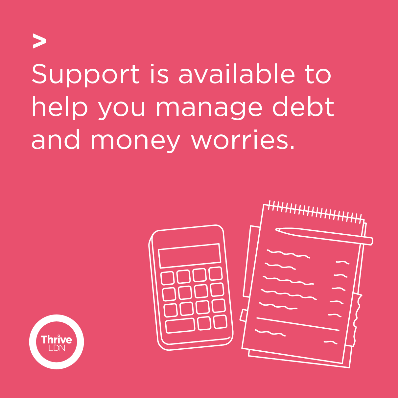 >
Support is available to
help you manage debt
and money worries.
Thrive
LDN